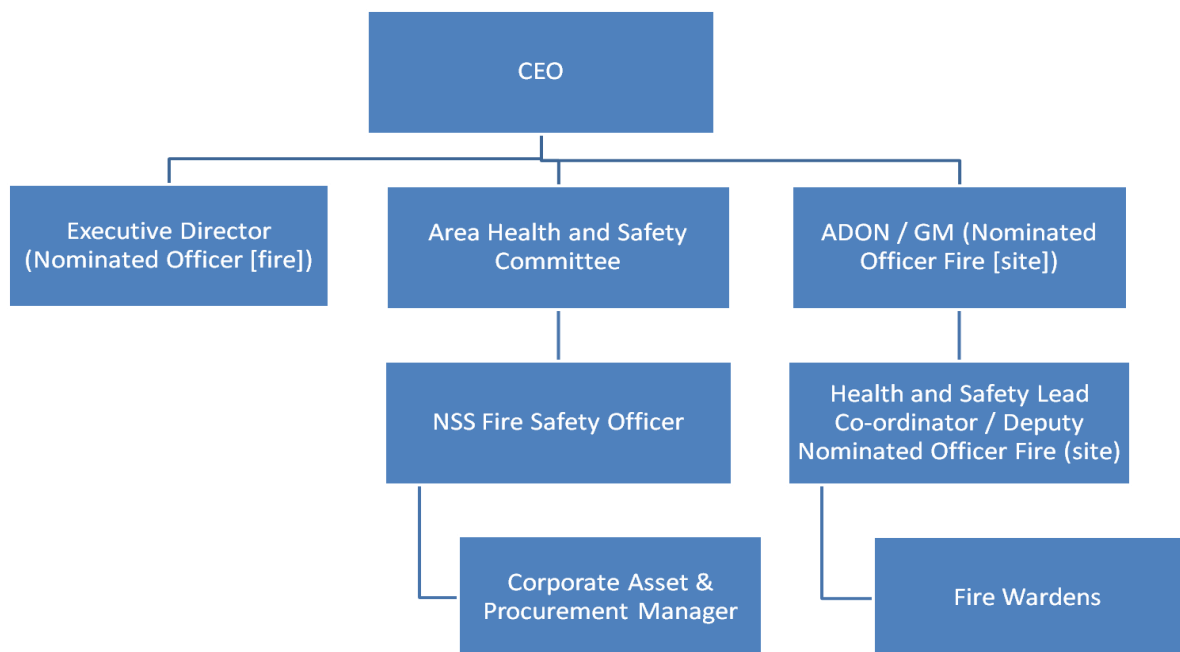 CEO
Executive Director
(Nominated Officer [fire])
Area Health and Safety
Committee
ADON / GM (Nominated
Officer Fire [site])
NSS Fire Safety Officer
Health and Safety Lead
Co-ordinator / Deputy
Nominated Officer Fire (site)
Corporate Asset &
Procurement Manager
Fire Wardens